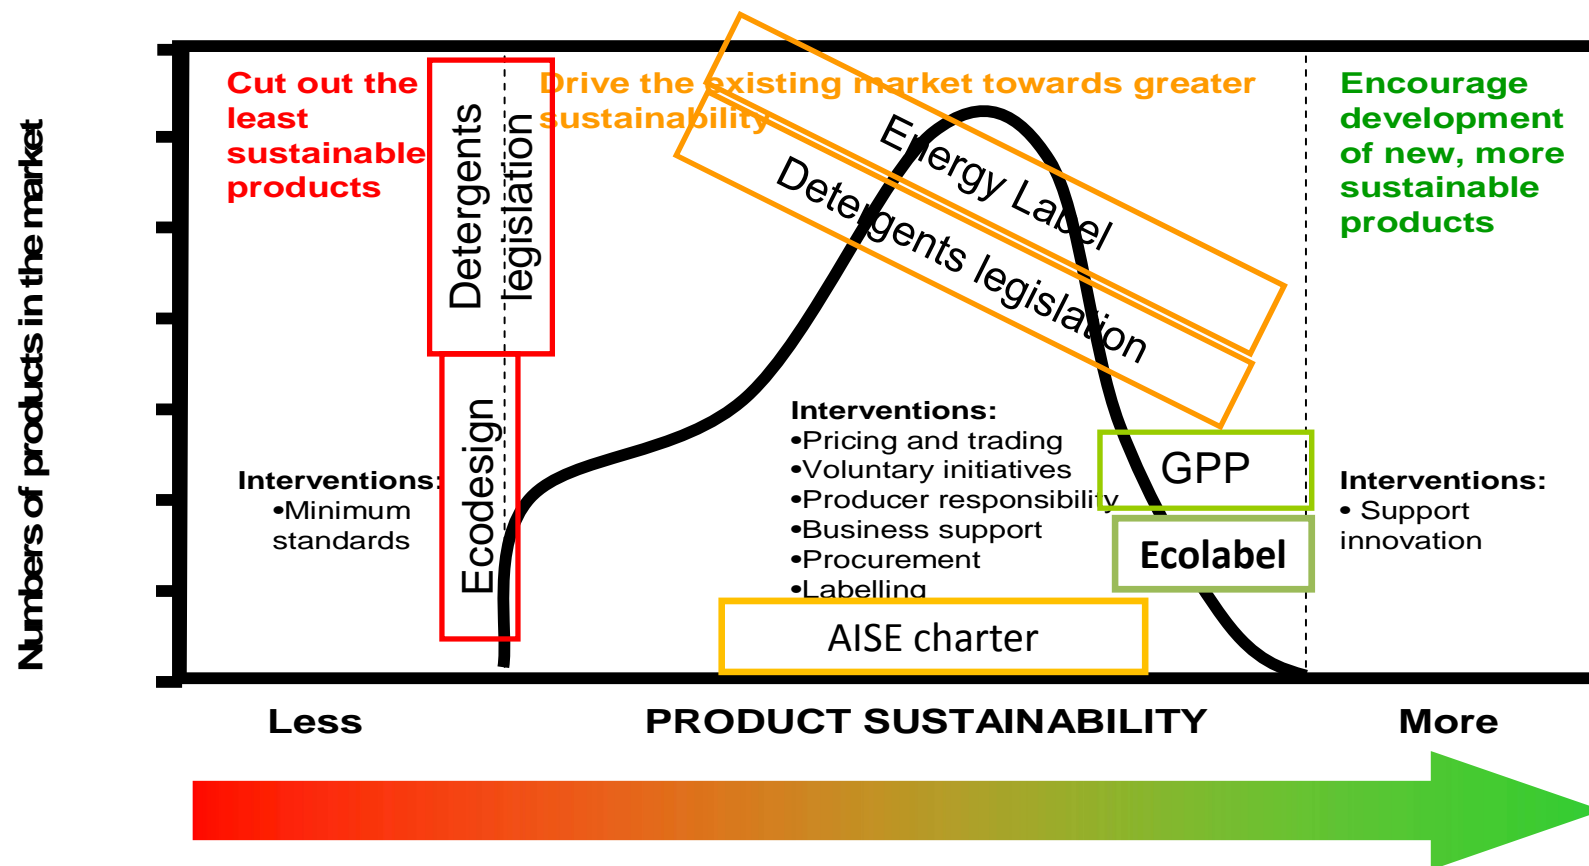 Numbers of products in the market
Cut out the
least
sustainable
products
Detergents
legislation
Ecodesign
Interventions:
•Minimum
standards
Drive the existing market towards greater
sustainability
Energy Label
Detergents legislation
Interventions:
•Pricing and trading
•Voluntary initiatives
•Producer responsibility
•Business support
•Procurement
•Labelling
GPP
Ecolabel
AISE charter
Encourage
development
of new, more
sustainable
products
Interventions:
• Support
innovation
Less
PRODUCT SUSTAINABILITY
More